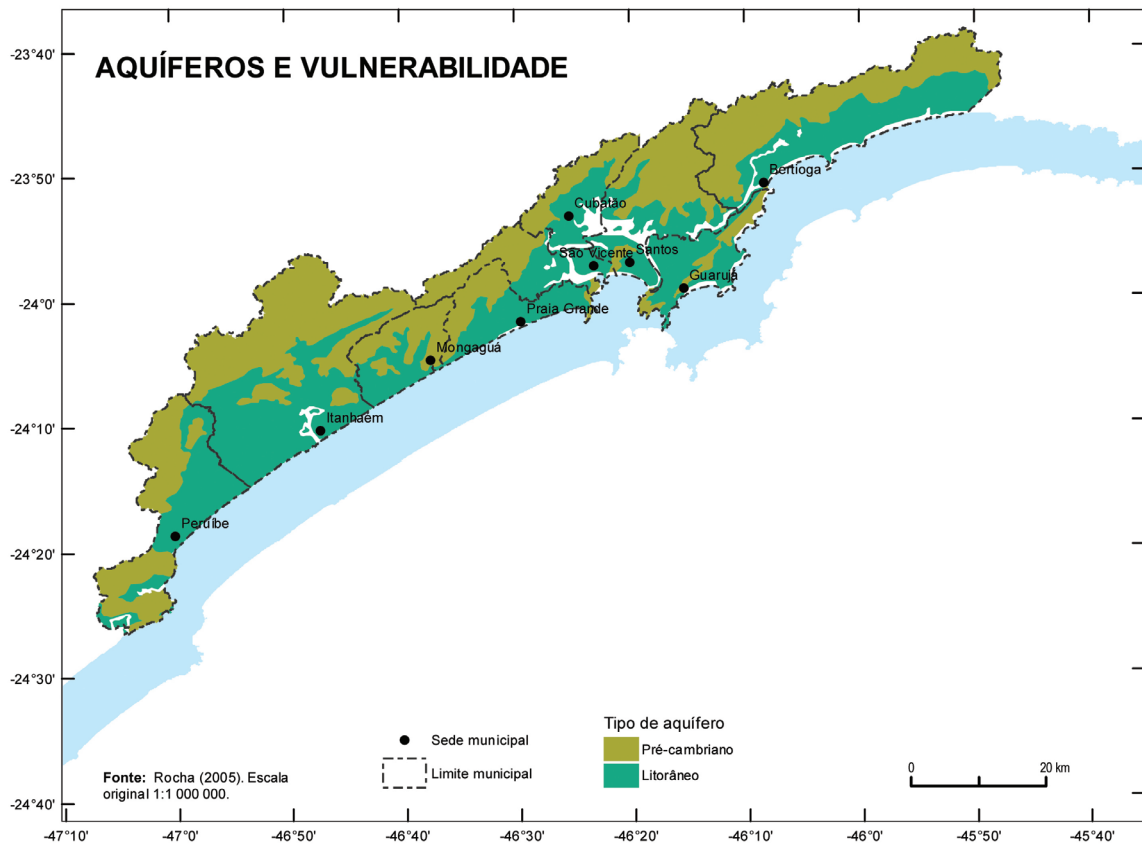 AQUÍFEROS E VULNERABILIDADE
-23°40'
-23°50'
-24°0'
-24°10'
-24°20'
-24°30'
-24°40'
Bertioga
Cubatão
São Vicente
Santos
Guarujá
Praia Grande
Mongaguá
Itanhaém
Peruíbe
Sede municipal
Limite municipal
Tipo de aquífero
Pré-cambriano
Litorâneo
0 20 km
Fonte: Rocha (2005). Escala
original 1:1 000 000.
-47°10' -47°0' -46°50' -46°40' -46°30' -46°20' -46°10' -46°0' -45°50' -45°40'